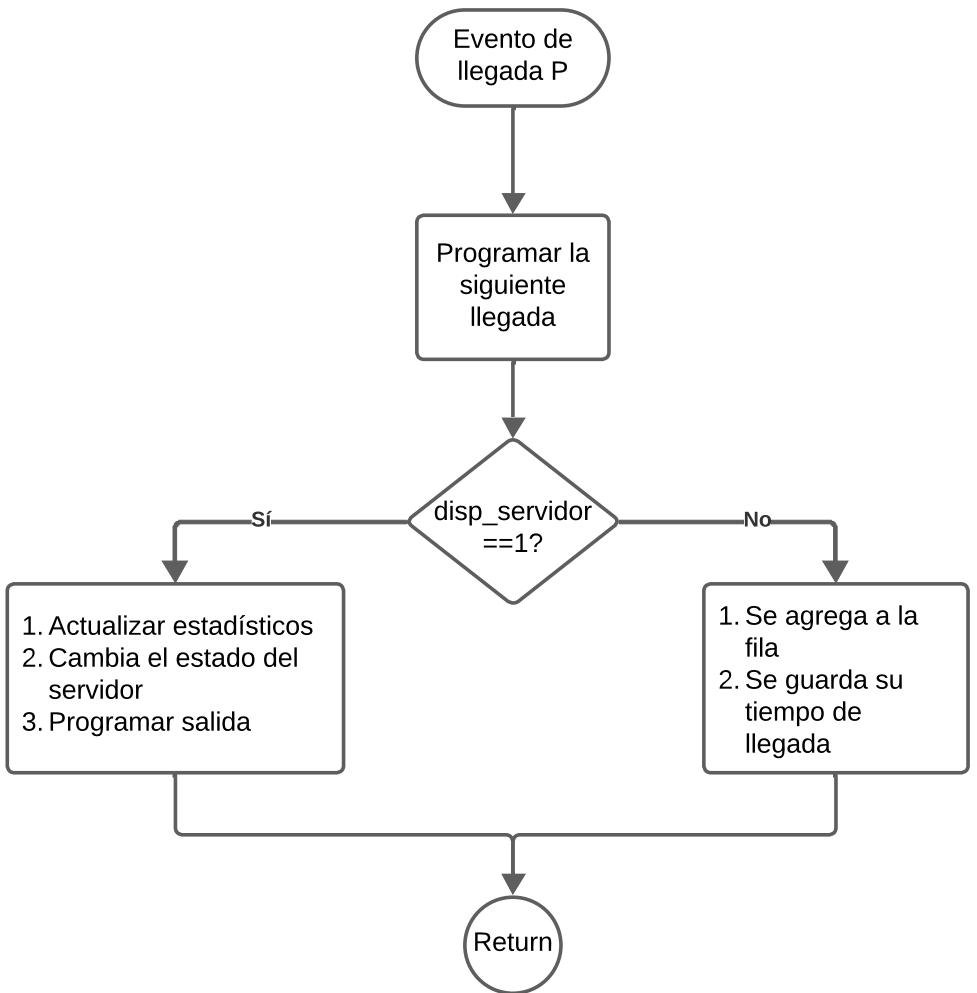 Evento de
llegada P
Programar la
siguiente
llegada
disp_servidor
==1?
Sí
No
1. Actualizar estadísticos
2. Cambia el estado del
servidor
3. Programar salida
1. Se agrega a la
fila
2. Se guarda su
tiempo de
llegada
Return